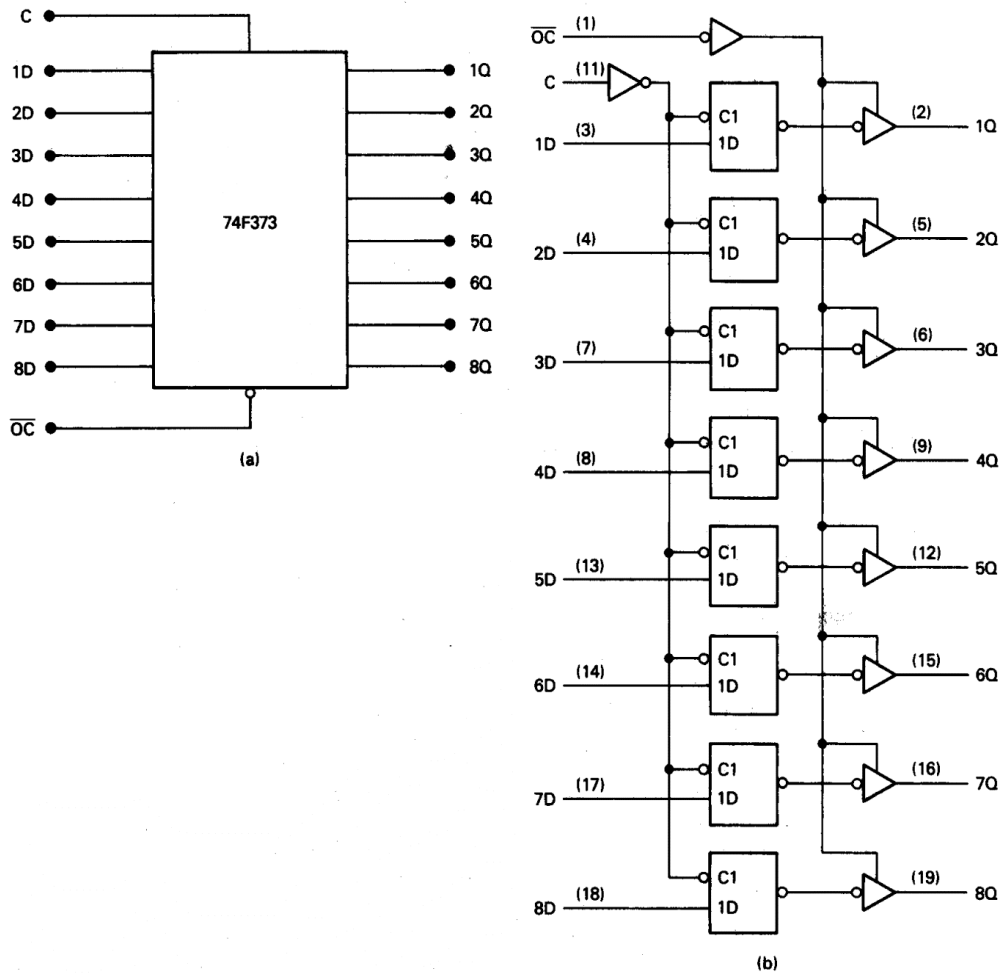 C
1D
2D
3D
4D
5D
6D
7D
8D
OC
74F373
1Q
2Q
3Q
4Q
5Q
6Q
7Q
8Q
(a)
OC (1)
C (11)
C1
1D (3) 1D (2) 1Q
C1
2D (4) 1D (5) 2Q
C1
3D (7) 1D (6) 3Q
C1
4D (8) 1D (9) 4Q
C1
5D (13) 1D (12) 5Q
C1
6D (14) 1D (15) 6Q
C1
7D (17) 1D (16) 7Q
C1
8D (18) 1D (19) 8Q
(b)